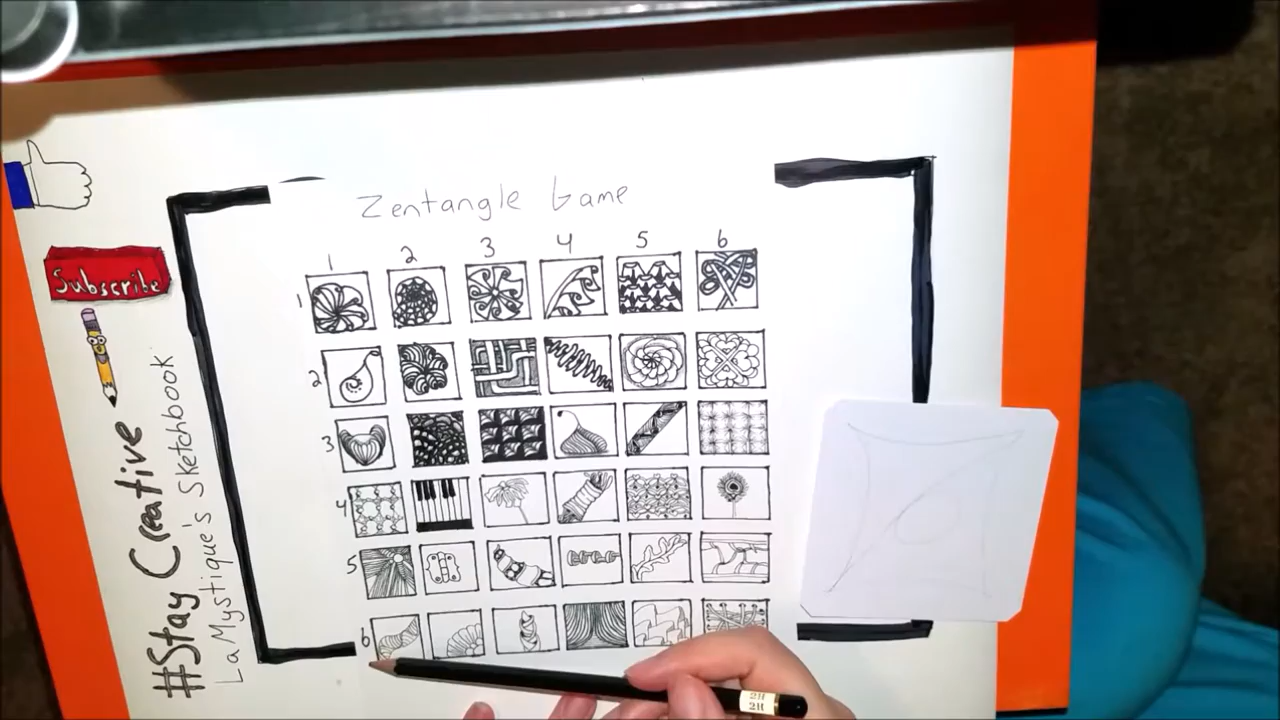 Zentangle Game
1 2 3 4 5 6
1
2
3
4
5
6
Subscribe
#Stay Creative
LaMystique's Sketchbook
2H
2H